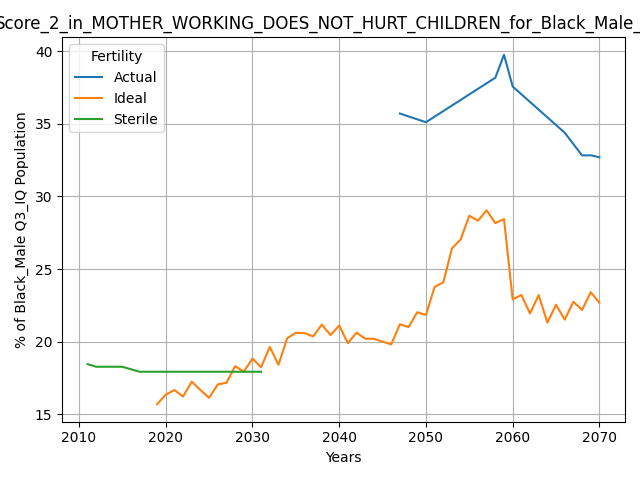 Score_2_in_MOTHER_WORKING_DOES_NOT_HURT_CHILDREN_for_Black_Male_
Fertility
Actual
Ideal
Sterile
% of Black_Male Q3_IQ Population
40
35
30
25
20
15
2010 2020 2030 2040 2050 2060 2070
Years